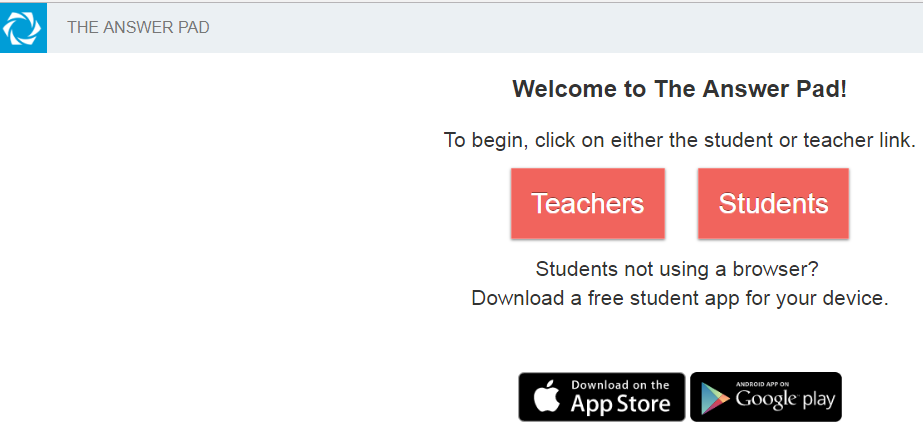 THE ANSWER PAD
Welcome to The Answer Pad!
To begin, click on either the student or teacher link.
Teachers
Students
Students not using a browser?
Download a free student app for your device.
Download on the
App Store
ANDROID APP ON
Google play